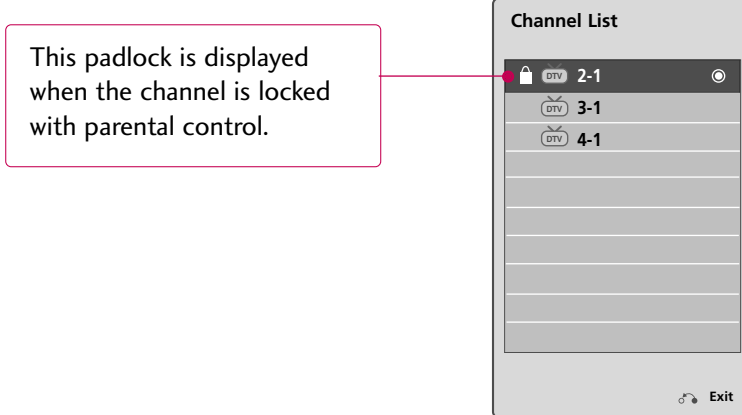 This padlock is displayed
when the channel is locked
with parental control.
Channel List
DTV 2-1
DTV 3-1
DTV 4-1
Exit